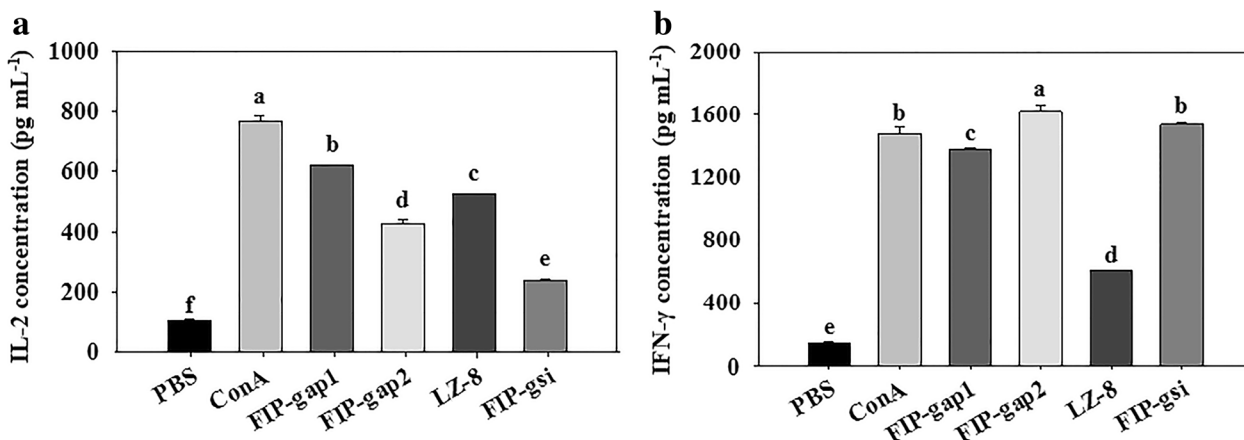 a
IL-2 concentration (pg mL-1)
1000
800
600
400
200
0
f
a
b
d
c
e
PBS
ConA
FIP-gap1
FIP-gap2
LZ-8
FIP-gsi
b
IFN-γ concentration (pg mL-1)
2000
1600
1200
800
400
0
e
b
c
a
d
b
PBS
ConA
FIP-gap1
FIP-gap2
LZ-8
FIP-gsi